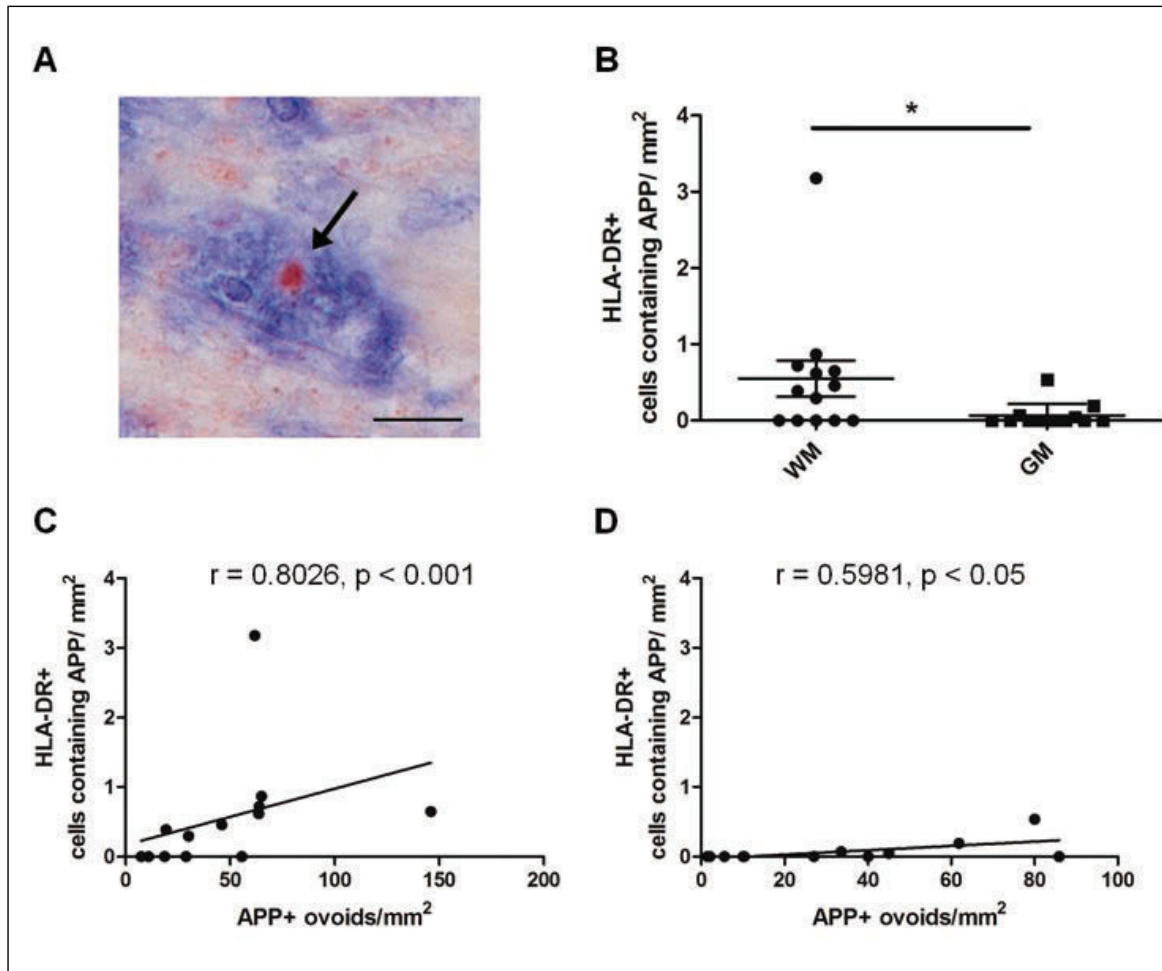 A
B
*
HLA-DR+
cells containing APP/ mm²
4
3
2
1
0
WM
GM
C
r = 0.8026, p < 0.001
HLA-DR+
cells containing APP/ mm²
4
3
2
1
0
0 50 100 150 200
APP+ ovoids/mm²
D
r = 0.5981, p < 0.05
HLA-DR+
cells containing APP/ mm²
4
3
2
1
0
0 20 40 60 80 100
APP+ ovoids/mm²